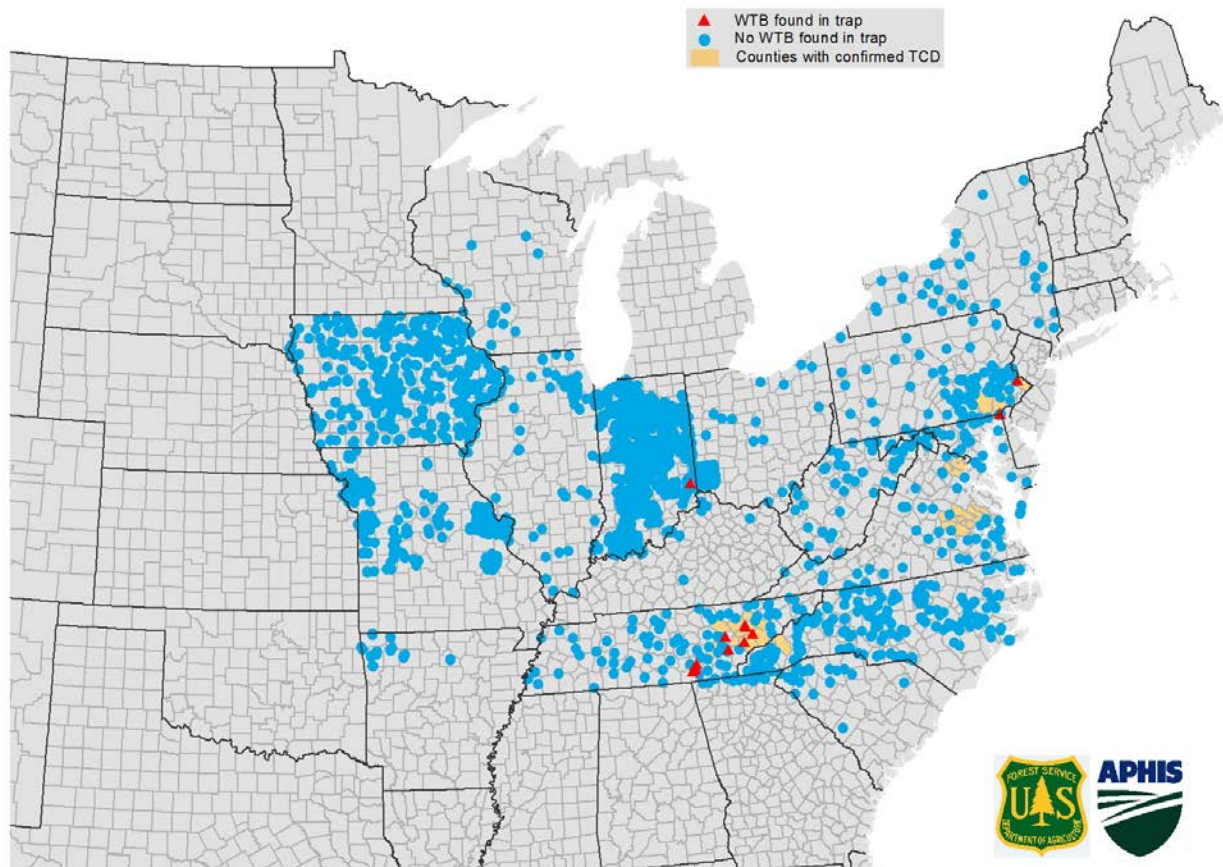 WTB found in trap
No WTB found in trap
Counties with confirmed TCD
FOREST SERVICE
U S
DEPARTMENT OF AGRICULTURE
APHIS